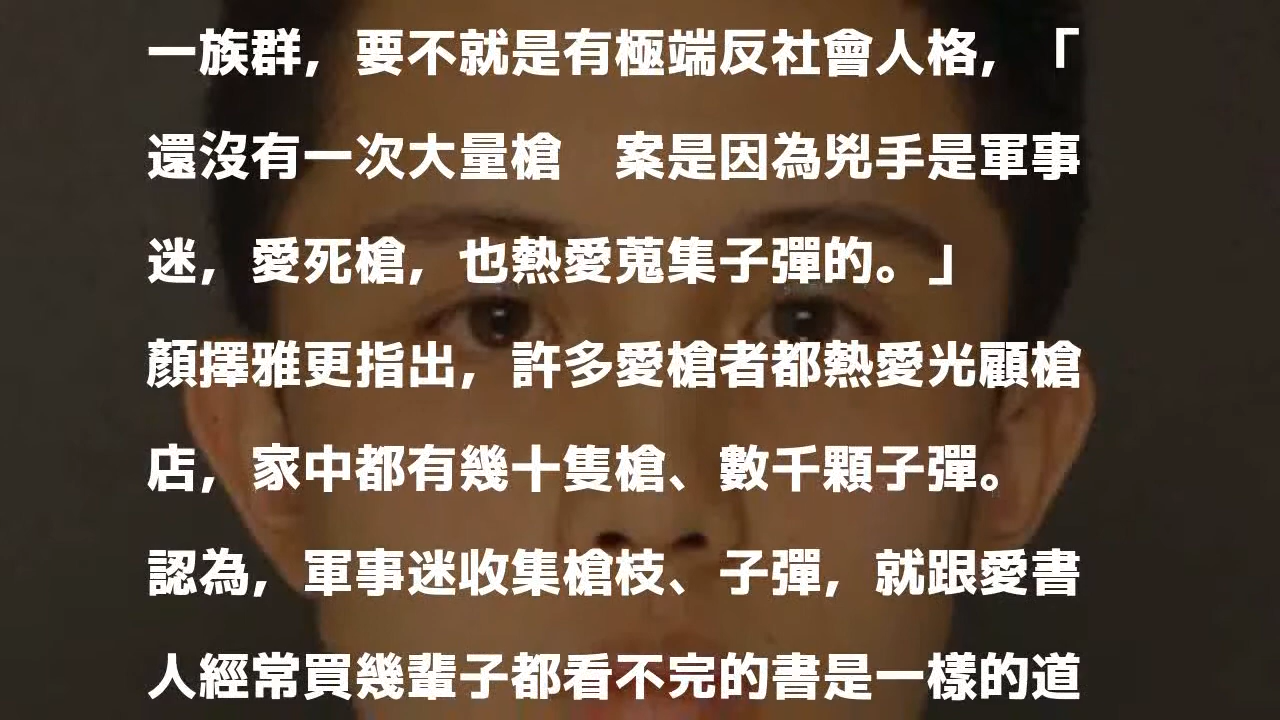 一族群，要不就是有極端反社會人格，「
還沒有一次大量槍　案是因為兇手是軍事
迷，愛死槍，也熱愛蒐集子彈的。」
顏擇雅更指出，許多愛槍者都熱愛光顧槍
店，家中都有幾十隻槍、數千顆子彈。
認為，軍事迷收集槍枝、子彈，就跟愛書
人經常買幾輩子都看不完的書是一樣的道